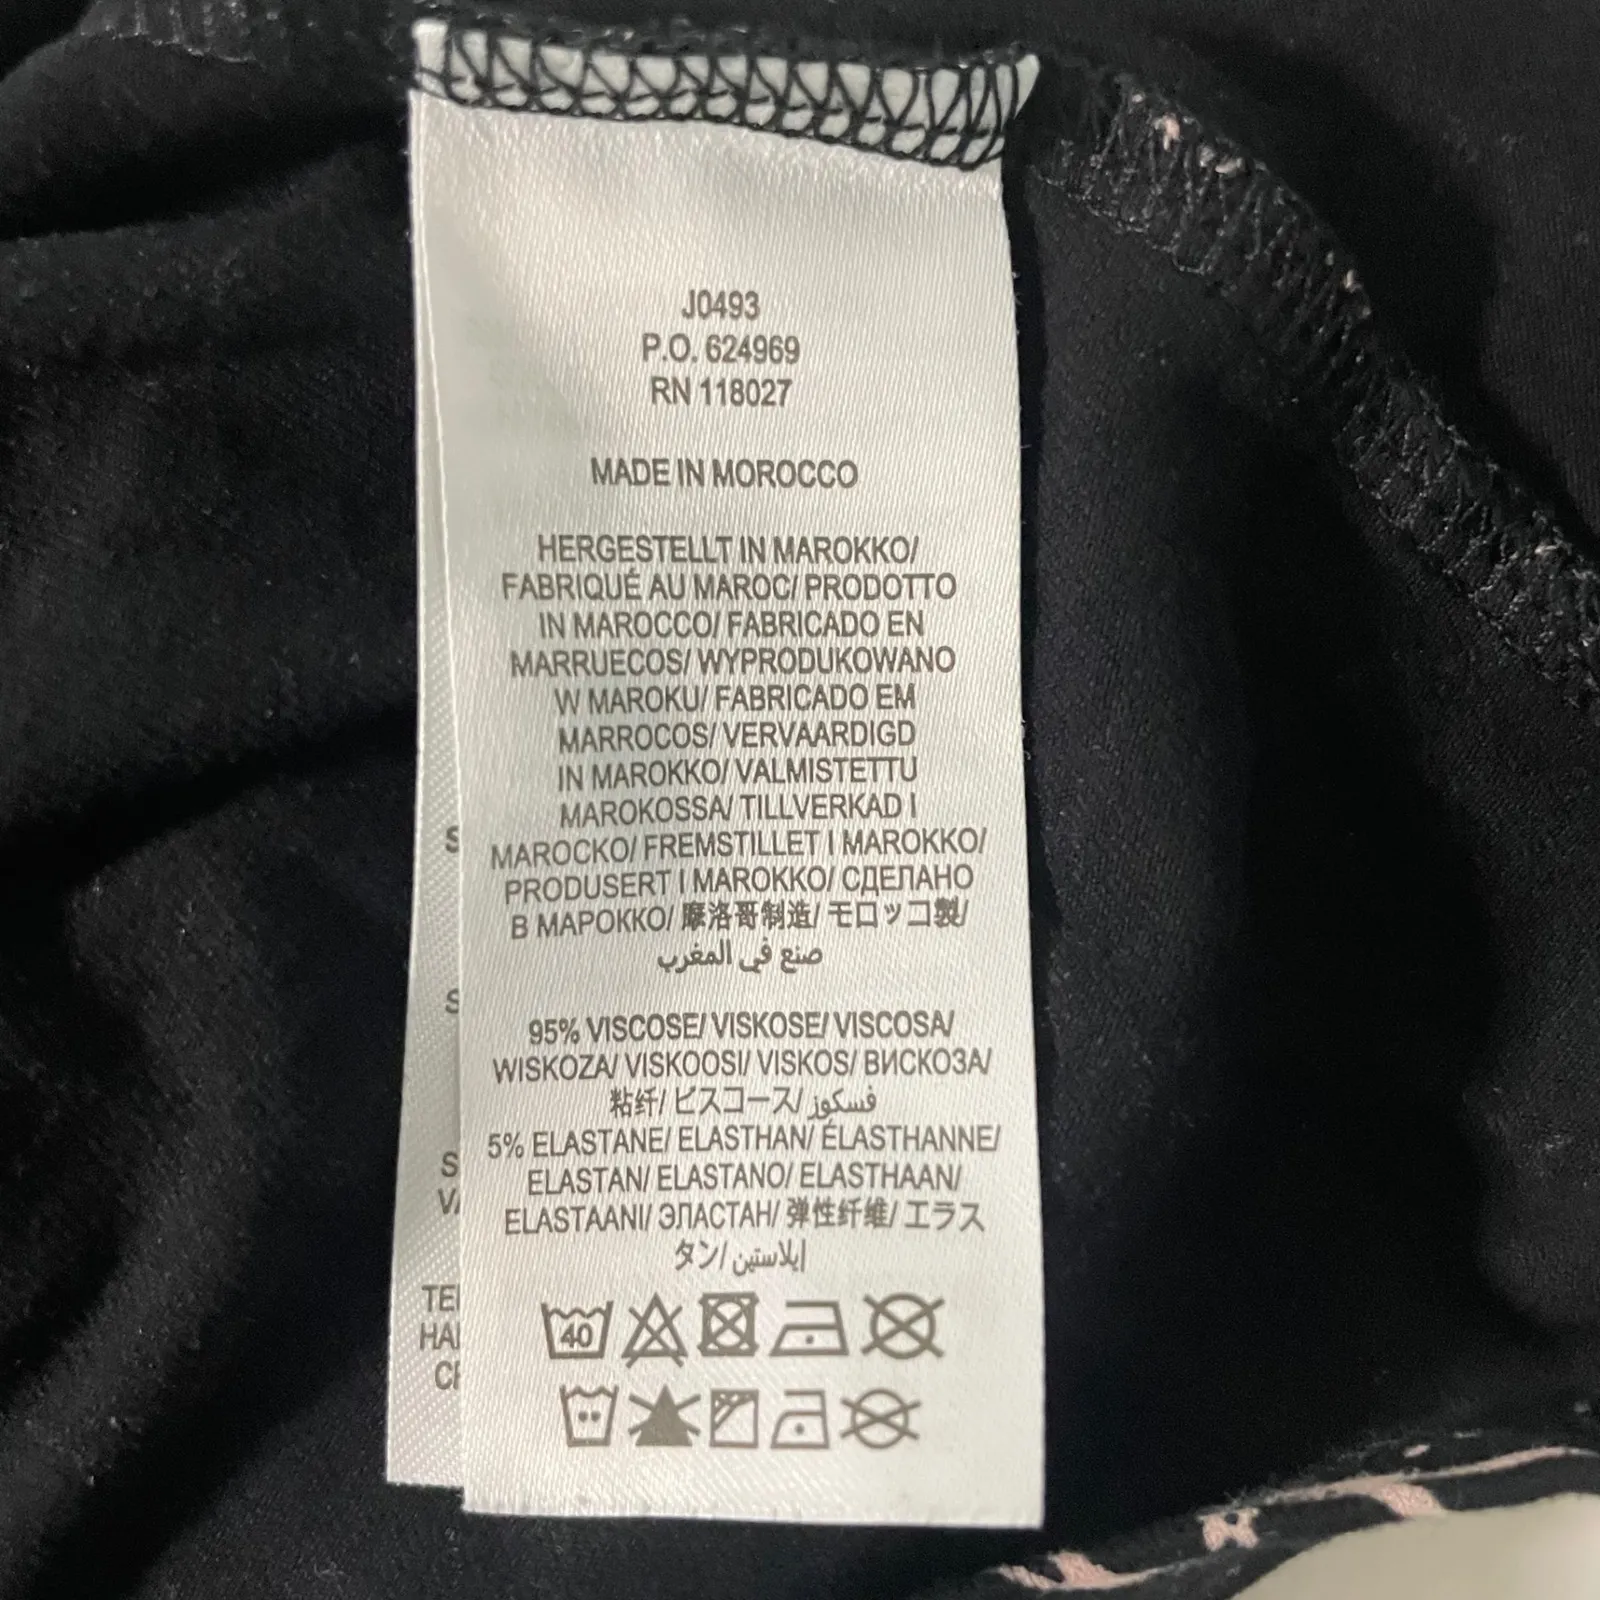 J0493
P.O. 624969
RN 118027
MADE IN MOROCCO
HERGESTELLT IN MAROKKO/
FABRIQUÉ AU MAROC/ PRODOTTO
IN MAROCCO/ FABRICADO EN
MARRUECOS/ WYPRODUKOWANO
W MAROKU/ FABRICADO EM
MARROCOS/ VERVAARDIGD
IN MAROKKO/ VALMISTETTU
MAROKOSSA/ TILLVERKAD I
MAROCKO/ FREMSTILLET I MAROKKO/
PRODUSERT I MAROKKO/ СДЕЛАНО
В МАРОККО/ 摩洛哥制造/ モロッコ製/
صنع في المغرب
95% VISCOSE/ VISKOSE/ VISCOSA/
WISKOZA/ VISKOOSI/ VISKOS/ ВИСКОЗА/
粘纤/ ビスコース/ فسكوز
5% ELASTANE/ ELASTHAN/ ÉLASTHANNE/
ELASTAN/ ELASTANO/ ELASTHAAN/
ELASTAANI/ ЭЛАСТАН/ 弹性纤维/ エラス
タン/ إيلاستين
40